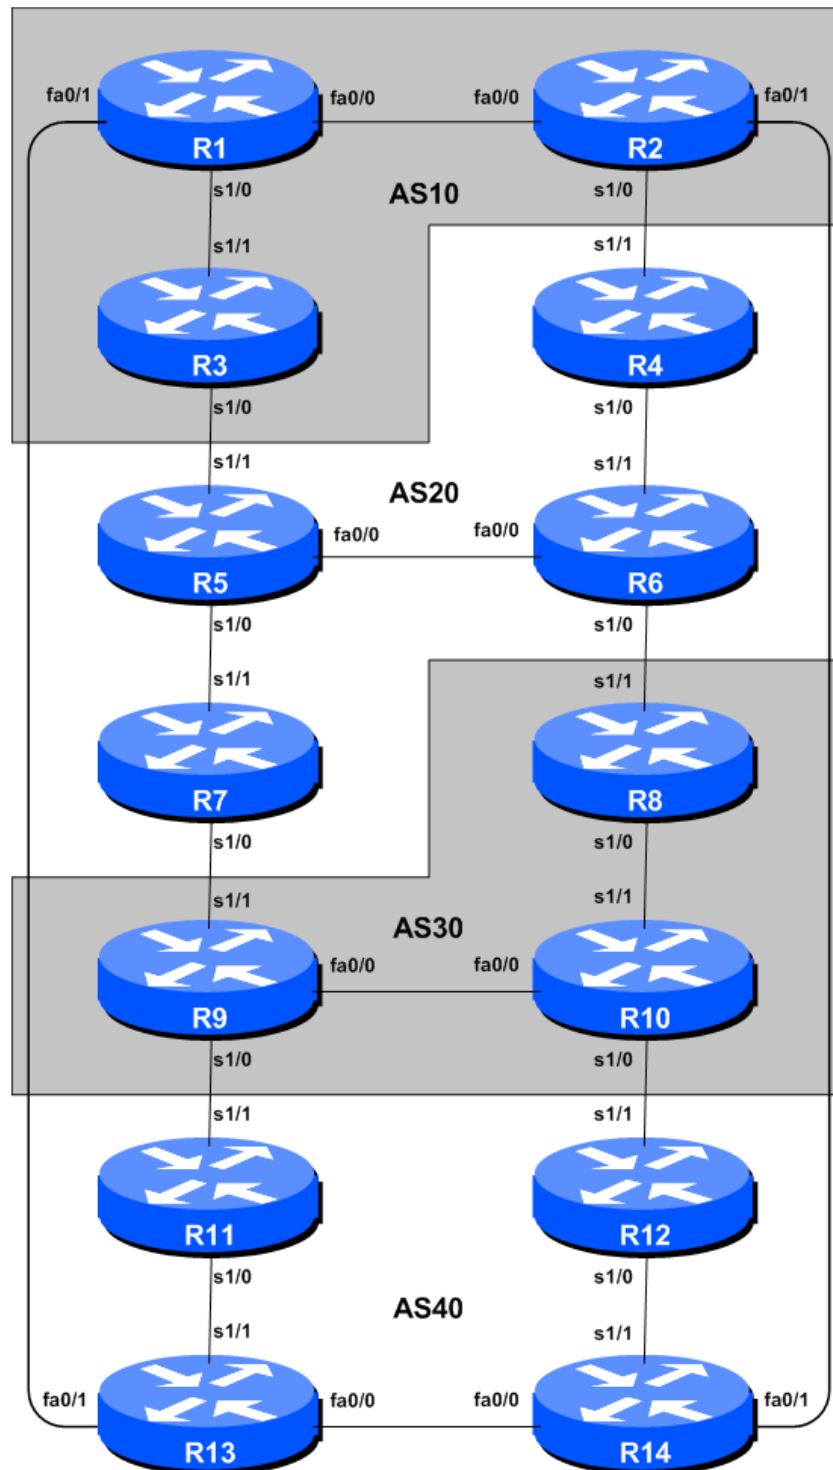 fa0/1 fa0/0 fa0/0 fa0/1
R1 R2
s1/0 AS10 s1/0
s1/1 s1/1
R3 R4
s1/0 s1/0
s1/1 AS20 s1/1
fa0/0 fa0/0
R5 R6
s1/0 s1/0
s1/1 s1/1
R7 R8
s1/0 s1/0
s1/1 AS30 s1/1
fa0/0 fa0/0
R9 R10
s1/0 s1/0
s1/1 s1/1
R11 R12
s1/0 s1/0
AS40
s1/1 s1/1
fa0/1 fa0/0 fa0/0 fa0/1
R13 R14